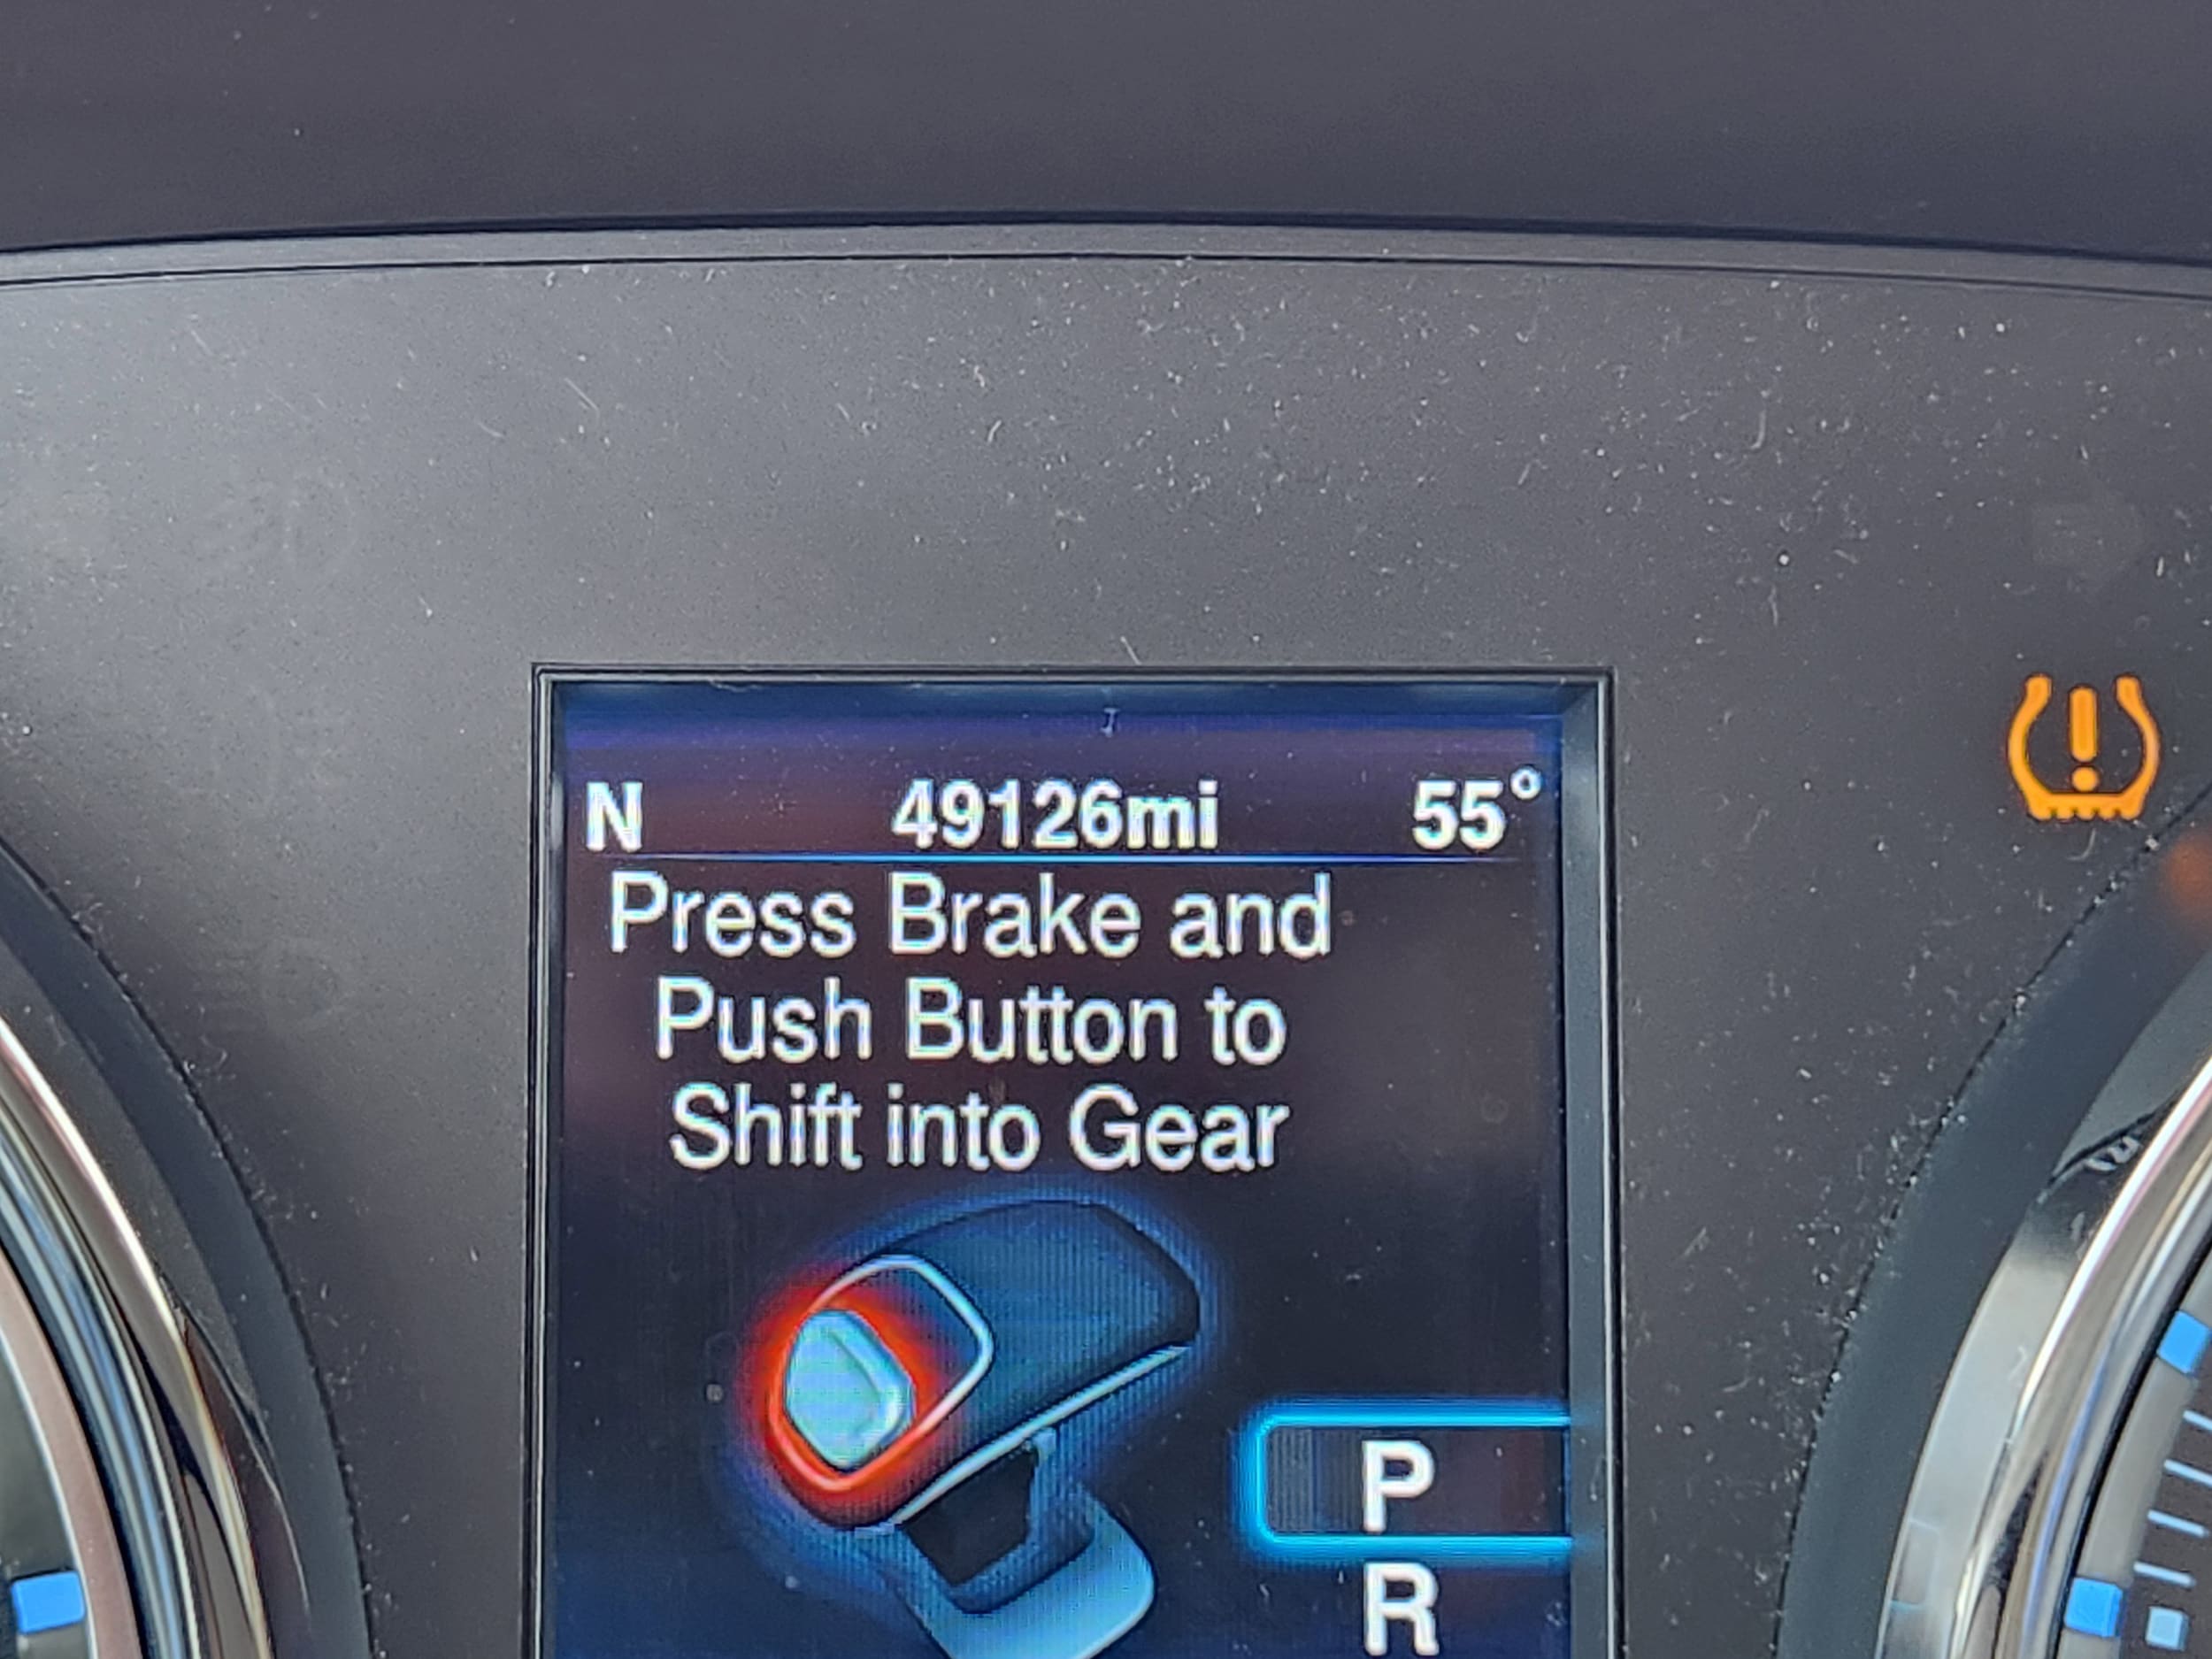 N 49126mi 55°
Press Brake and
Push Button to
Shift into Gear
P
R